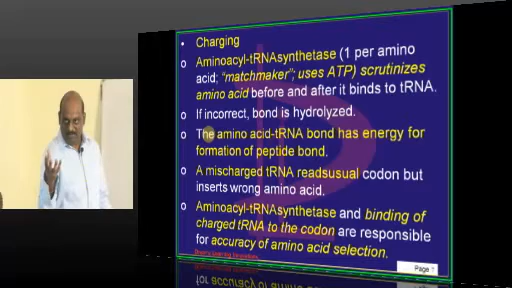 • Charging
o Aminoacyl-tRNAsynthetase (1 per amino
acid; "matchmaker"; uses ATP) scrutinizes
amino acid before and after it binds to tRNA.
o If incorrect, bond is hydrolyzed.
o The amino acid-tRNA bond has energy for
formation of peptide bond.
o A mischarged tRNA readsusual codon but
inserts wrong amino acid.
o Aminoacyl-tRNAsynthetase and binding of
charged tRNA to the codon are responsible
for accuracy of amino acid selection.
Page 7